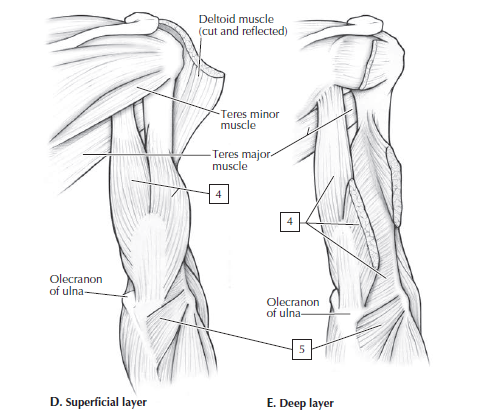 Deltoid muscle
(cut and reflected)
Teres minor
muscle
Teres major
muscle
4
4
Olecranon
of ulna
Olecranon
of ulna
5
D. Superficial layer
E. Deep layer